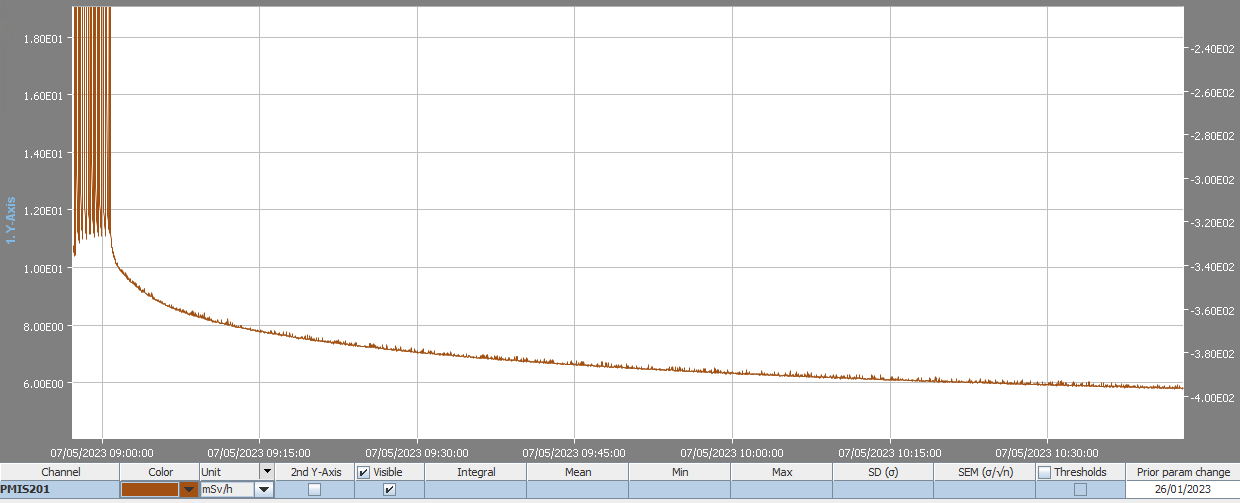 1.80E01
1.60E01
1.40E01
1.20E01
1.00E01
8.00E00
6.00E00
1. Y-Axis
-2.40E02
-2.60E02
-2.80E02
-3.00E02
-3.20E02
-3.40E02
-3.60E02
-3.80E02
-4.00E02
07/05/2023 09:00:00 07/05/2023 09:15:00 07/05/2023 09:30:00 07/05/2023 09:45:00 07/05/2023 10:00:00 07/05/2023 10:15:00 07/05/2023 10:30:00
Channel Color Unit 2nd Y-Axis Visible Integral Mean Min Max SD (σ) SEM (σ/√n) Thresholds Prior param change
PMIS201 mSv/h 26/01/2023